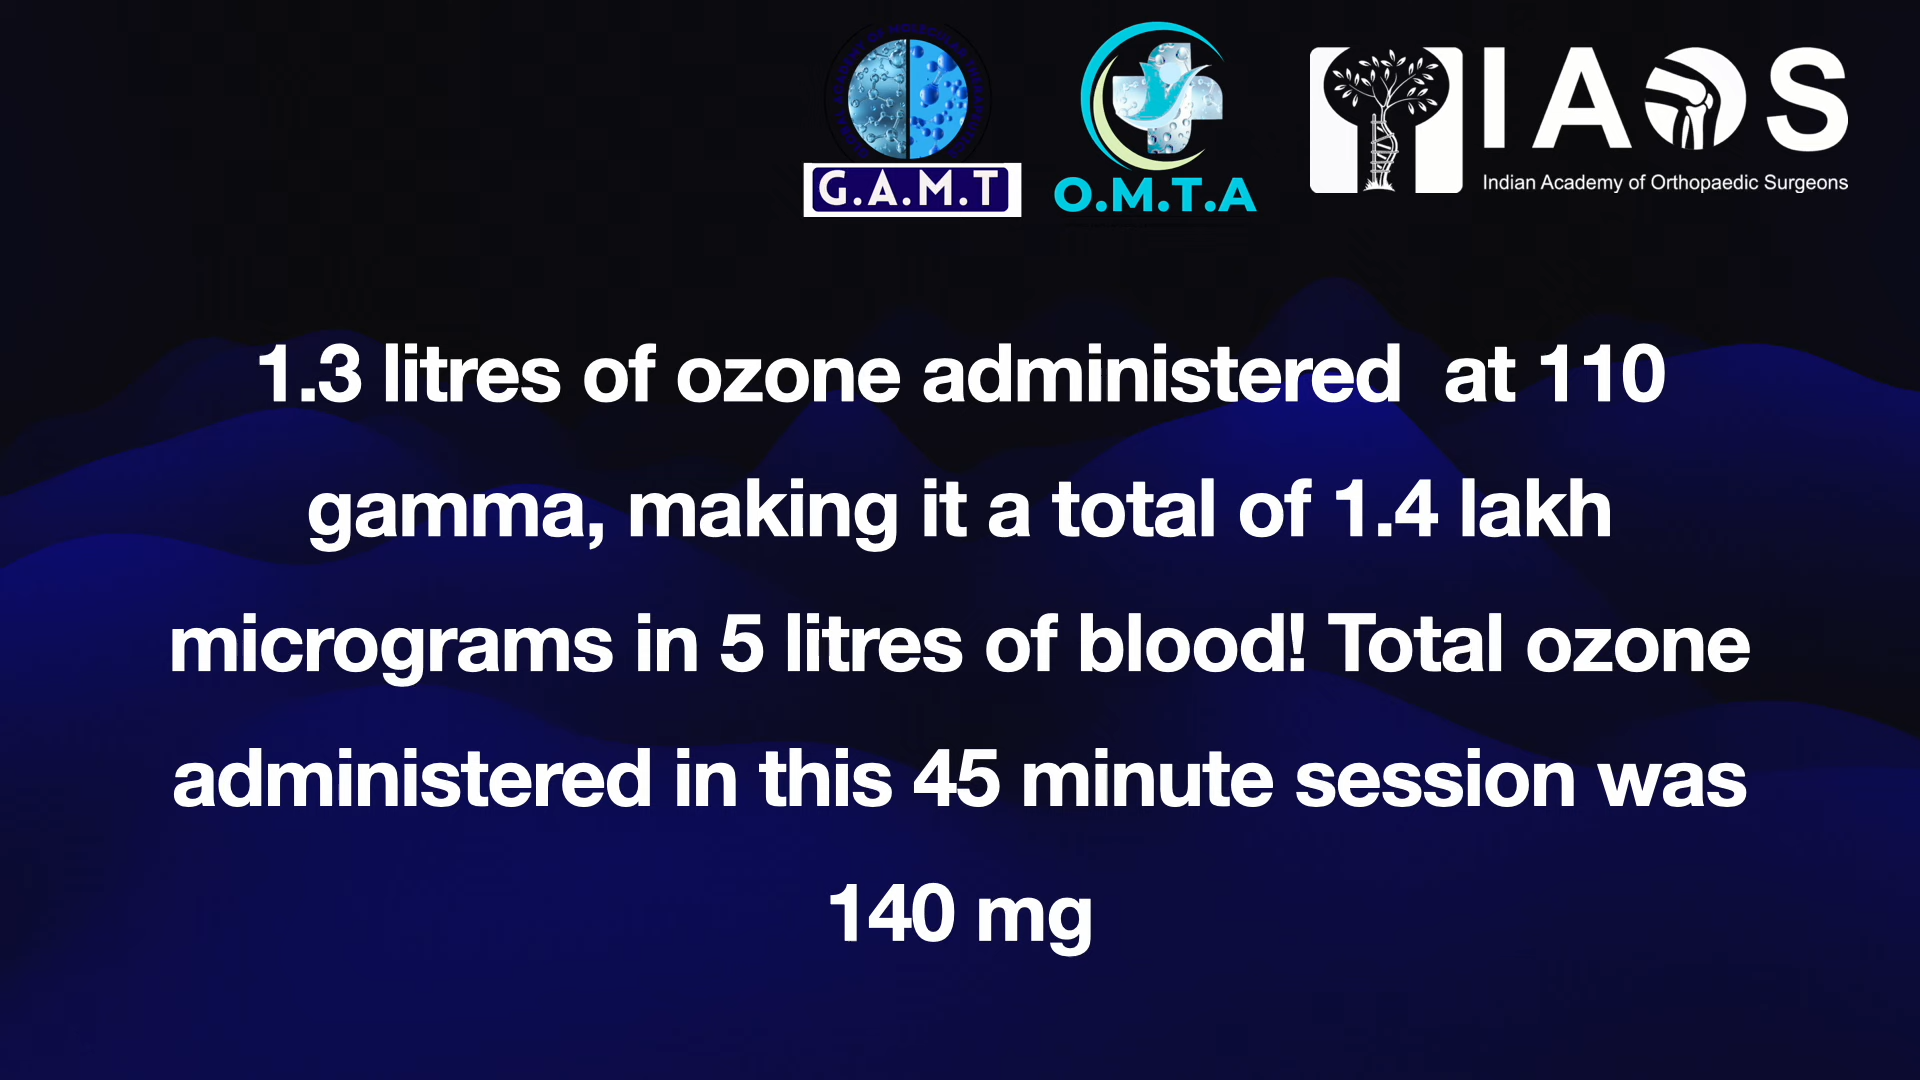 G.A.M.T
O.M.T.A
IAOS
Indian Academy of Orthopaedic Surgeons
1.3 litres of ozone administered  at 110
gamma, making it a total of 1.4 lakh
micrograms in 5 litres of blood! Total ozone
administered in this 45 minute session was
140 mg